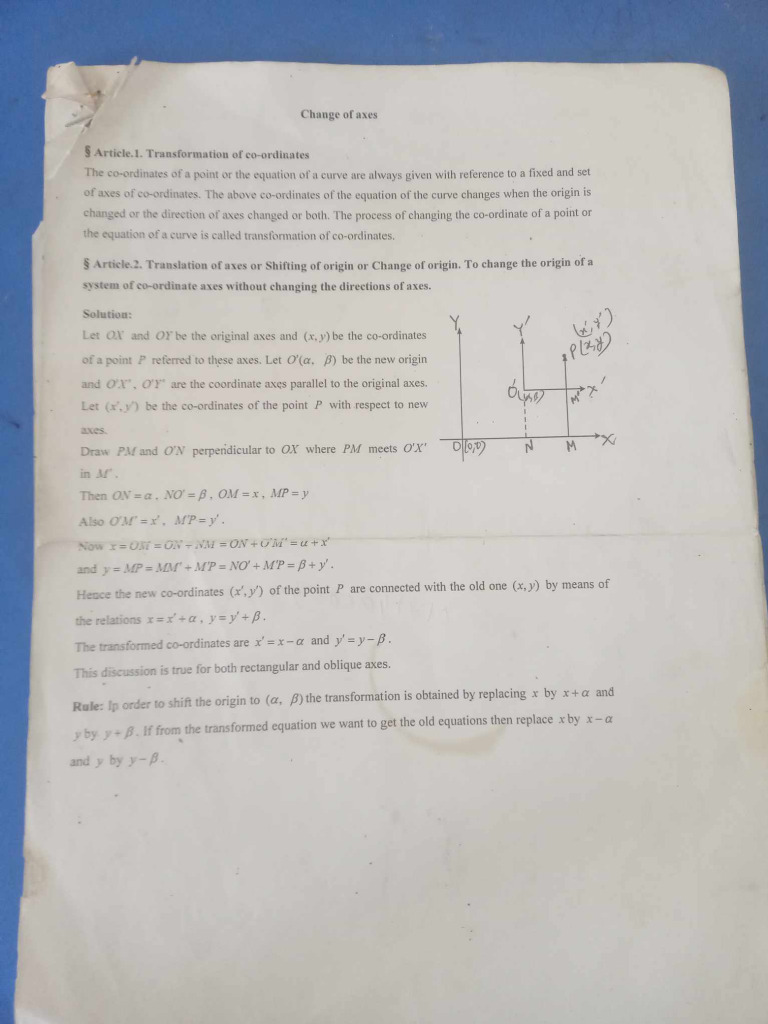 Change of axes
§ Article.1. Transformation of co-ordinates
The co-ordinates of a point or the equation of a curve are always given with reference to a fixed and set
of axes of co-ordinates. The above co-ordinates of the equation of the curve changes when the origin is
changed or the direction of axes changed or both. The process of changing the co-ordinate of a point or
the equation of a curve is called transformation of co-ordinates.
§ Article.2. Translation of axes or Shifting of origin or Change of origin. To change the origin of a
system of co-ordinate axes without changing the directions of axes.
Solution:
Let OX and OY be the original axes and (x, y) be the co-ordinates
of a point P referred to these axes. Let O'(α, β) be the new origin
and O'X', O'Y' are the coordinate axes parallel to the original axes.
Let (x', y') be the co-ordinates of the point P with respect to new
axes.
Draw PM and O'N perpendicular to OX where PM meets O'X'
in M'.
Then ON = α, NO' = β, OM = x, MP = y
Also O'M' = x', M'P = y'.
Now x = OM = ON + NM = ON + O'M' = α + x'
and y = MP = MM' + M'P = NO' + M'P = β + y'.
Hence the new co-ordinates (x', y') of the point P are connected with the old one (x, y) by means of
the relations x = x' + α, y = y' + β.
The transformed co-ordinates are x' = x − α and y' = y − β.
This discussion is true for both rectangular and oblique axes.
Rule: Ip order to shift the origin to (α, β) the transformation is obtained by replacing x by x + α and
y by y + β. If from the transformed equation we want to get the old equations then replace x by x − α
and y by y − β.
Y
Y'
(x', y')
P(x,y)
O'(α,β)
M'
X'
O(0,0)
N
M
X